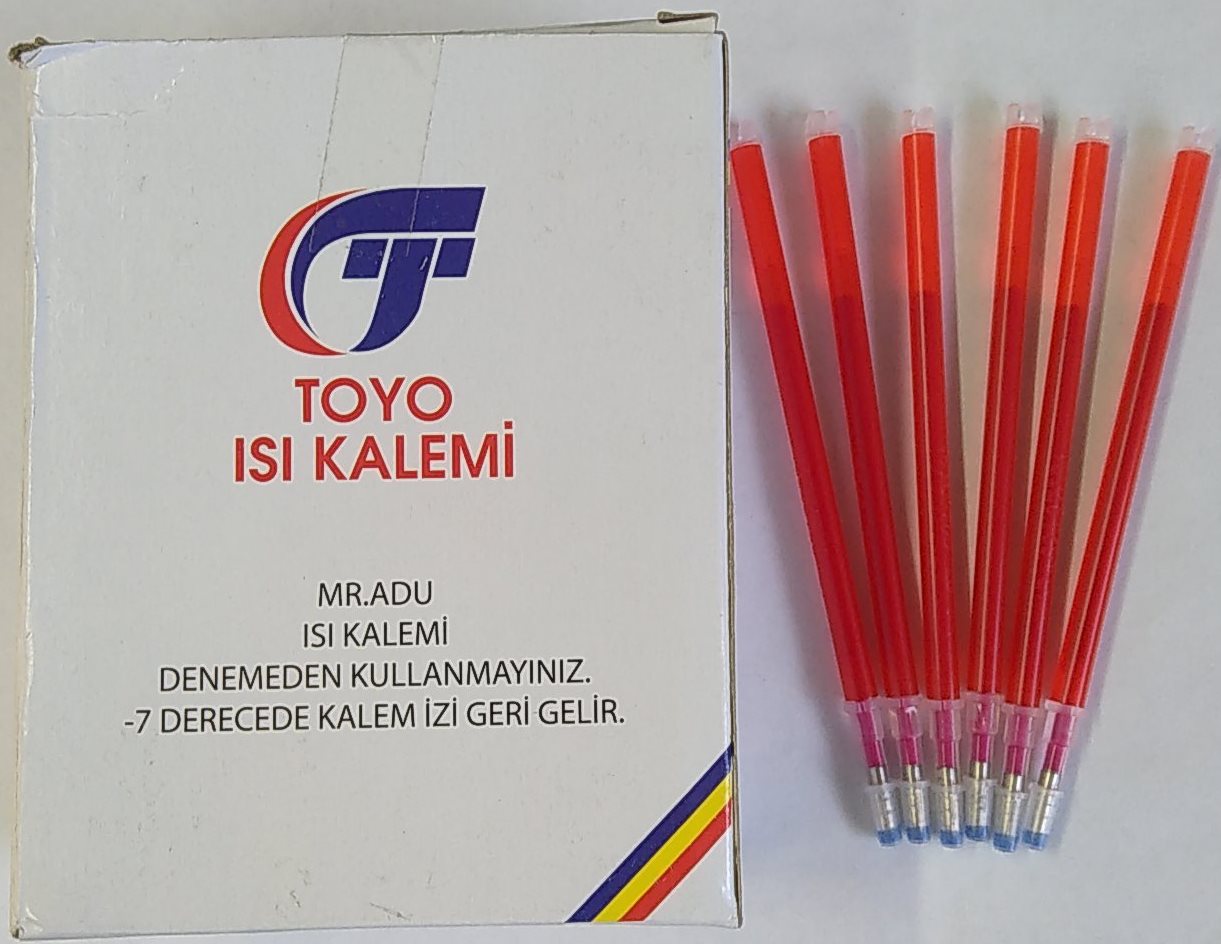 TOYO
ISI KALEMİ
MR.ADU
ISI KALEMİ
DENEMEDEN KULLANMAYINIZ.
-7 DERECEDE KALEM İZİ GERİ GELİR.